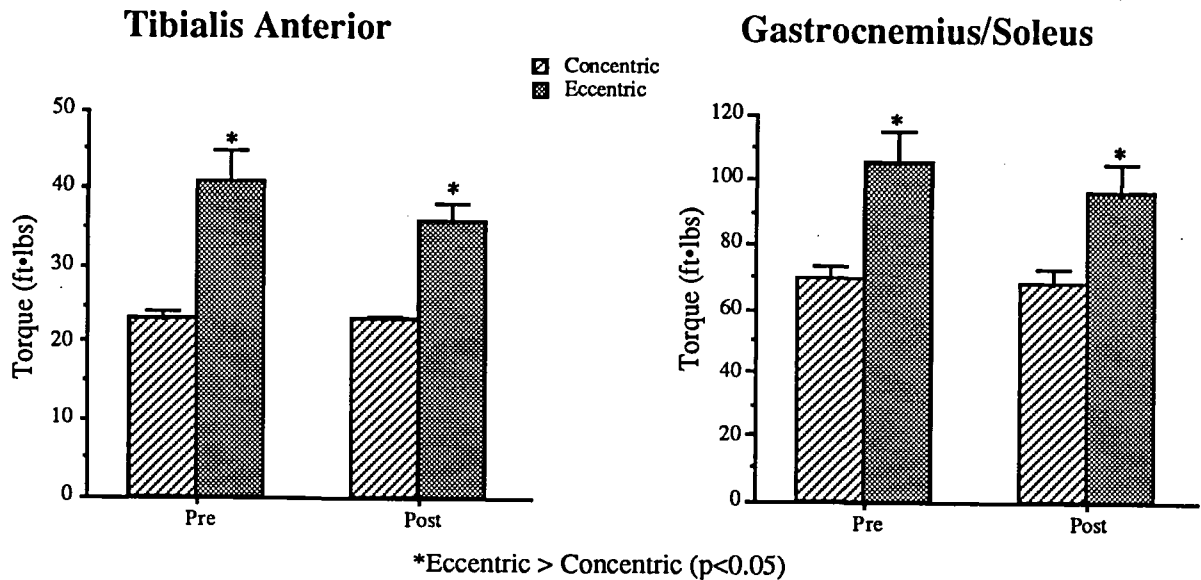 Tibialis Anterior
Gastrocnemius/Soleus
Concentric
Eccentric
Torque (ft•lbs)
50
40
30
20
10
0
*
*
Pre
Post
Torque (ft•lbs)
120
100
80
60
40
20
0
*
*
Pre
Post
*Eccentric > Concentric (p<0.05)